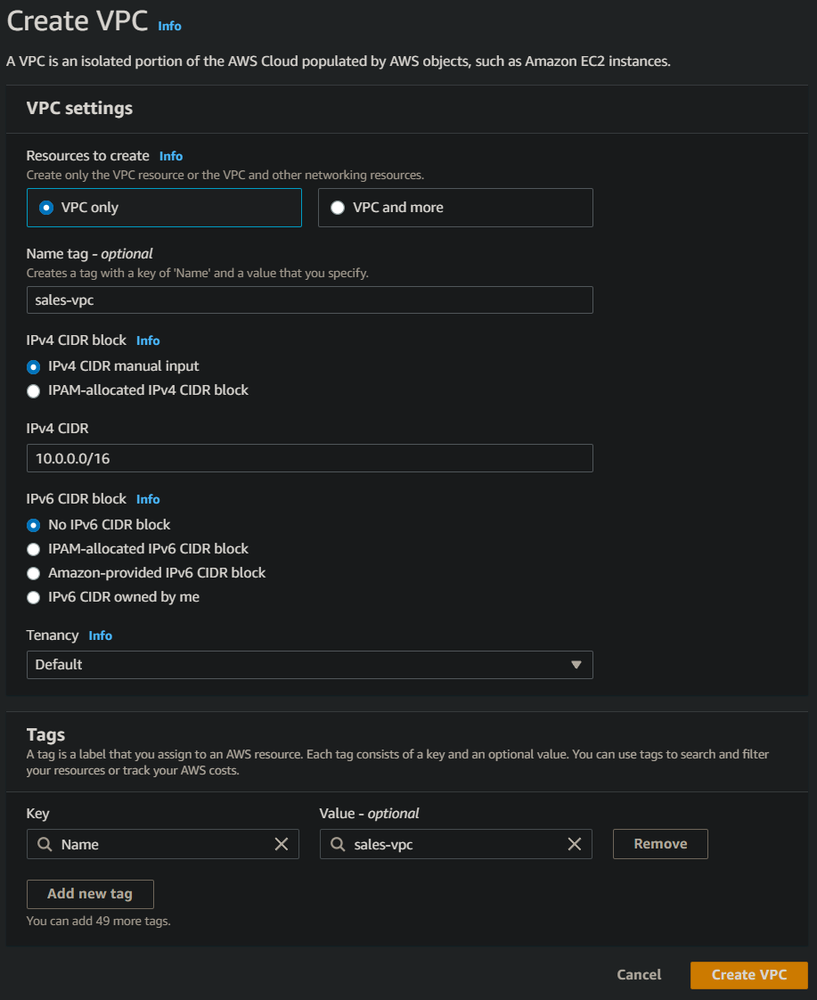 Create VPC Info
A VPC is an isolated portion of the AWS Cloud populated by AWS objects, such as Amazon EC2 instances.
VPC settings
Resources to create Info
Create only the VPC resource or the VPC and other networking resources.
VPC only
VPC and more
Name tag - optional
Creates a tag with a key of 'Name' and a value that you specify.
sales-vpc
IPv4 CIDR block Info
IPv4 CIDR manual input
IPAM-allocated IPv4 CIDR block
IPv4 CIDR
10.0.0.0/16
IPv6 CIDR block Info
No IPv6 CIDR block
IPAM-allocated IPv6 CIDR block
Amazon-provided IPv6 CIDR block
IPv6 CIDR owned by me
Tenancy Info
Default
Tags
A tag is a label that you assign to an AWS resource. Each tag consists of a key and an optional value. You can use tags to search and filter
your resources or track your AWS costs.
Key
Value - optional
Name
sales-vpc
Remove
Add new tag
You can add 49 more tags.
Cancel
Create VPC